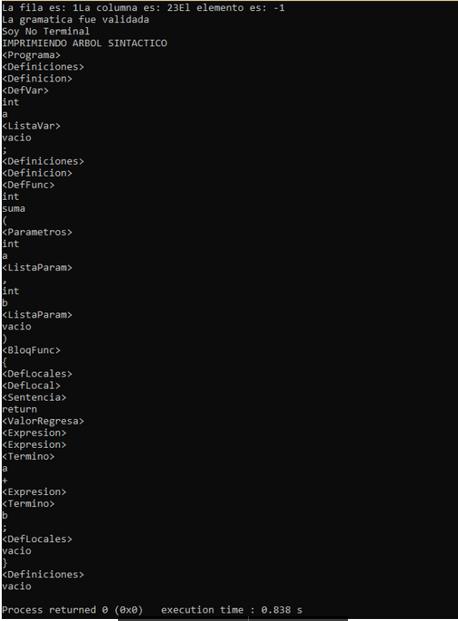 La fila es: 1La columna es: 23El elemento es: -1
La gramatica fue validada
Soy No Terminal
IMPRIMIENDO ARBOL SINTACTICO
<Programa>
<Definiciones>
<Definicion>
<DefVar>
int
a
<ListaVar>
vacio
;
<Definiciones>
<Definicion>
<DefFunc>
int
suma
(
<Parametros>
int
a
<ListaParam>
,
int
b
<ListaParam>
vacio
)
<BloqFunc>
{
<DefLocales>
<DefLocal>
<Sentencia>
return
<ValorRegresa>
<Expresion>
<Expresion>
<Termino>
a
+
<Expresion>
<Termino>
b
;
<DefLocales>
vacio
}
<Definiciones>
vacio
Process returned 0 (0x0)   execution time : 0.838 s